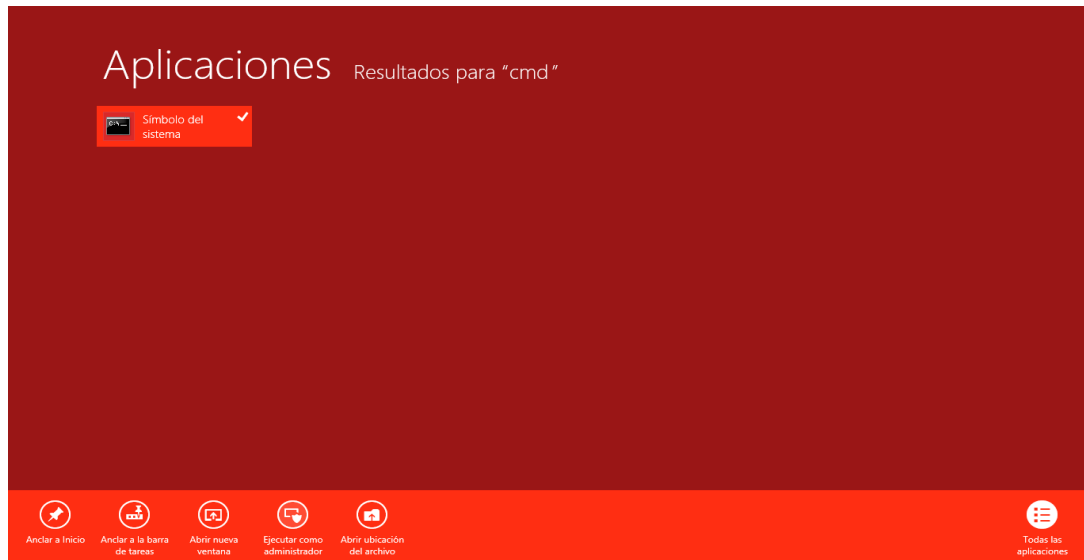 Aplicaciones Resultados para "cmd"
Símbolo del
sistema
Anclar a Inicio
Anclar a la barra
de tareas
Abrir nueva
ventana
Ejecutar como
administrador
Abrir ubicación
del archivo
Todas las
aplicaciones